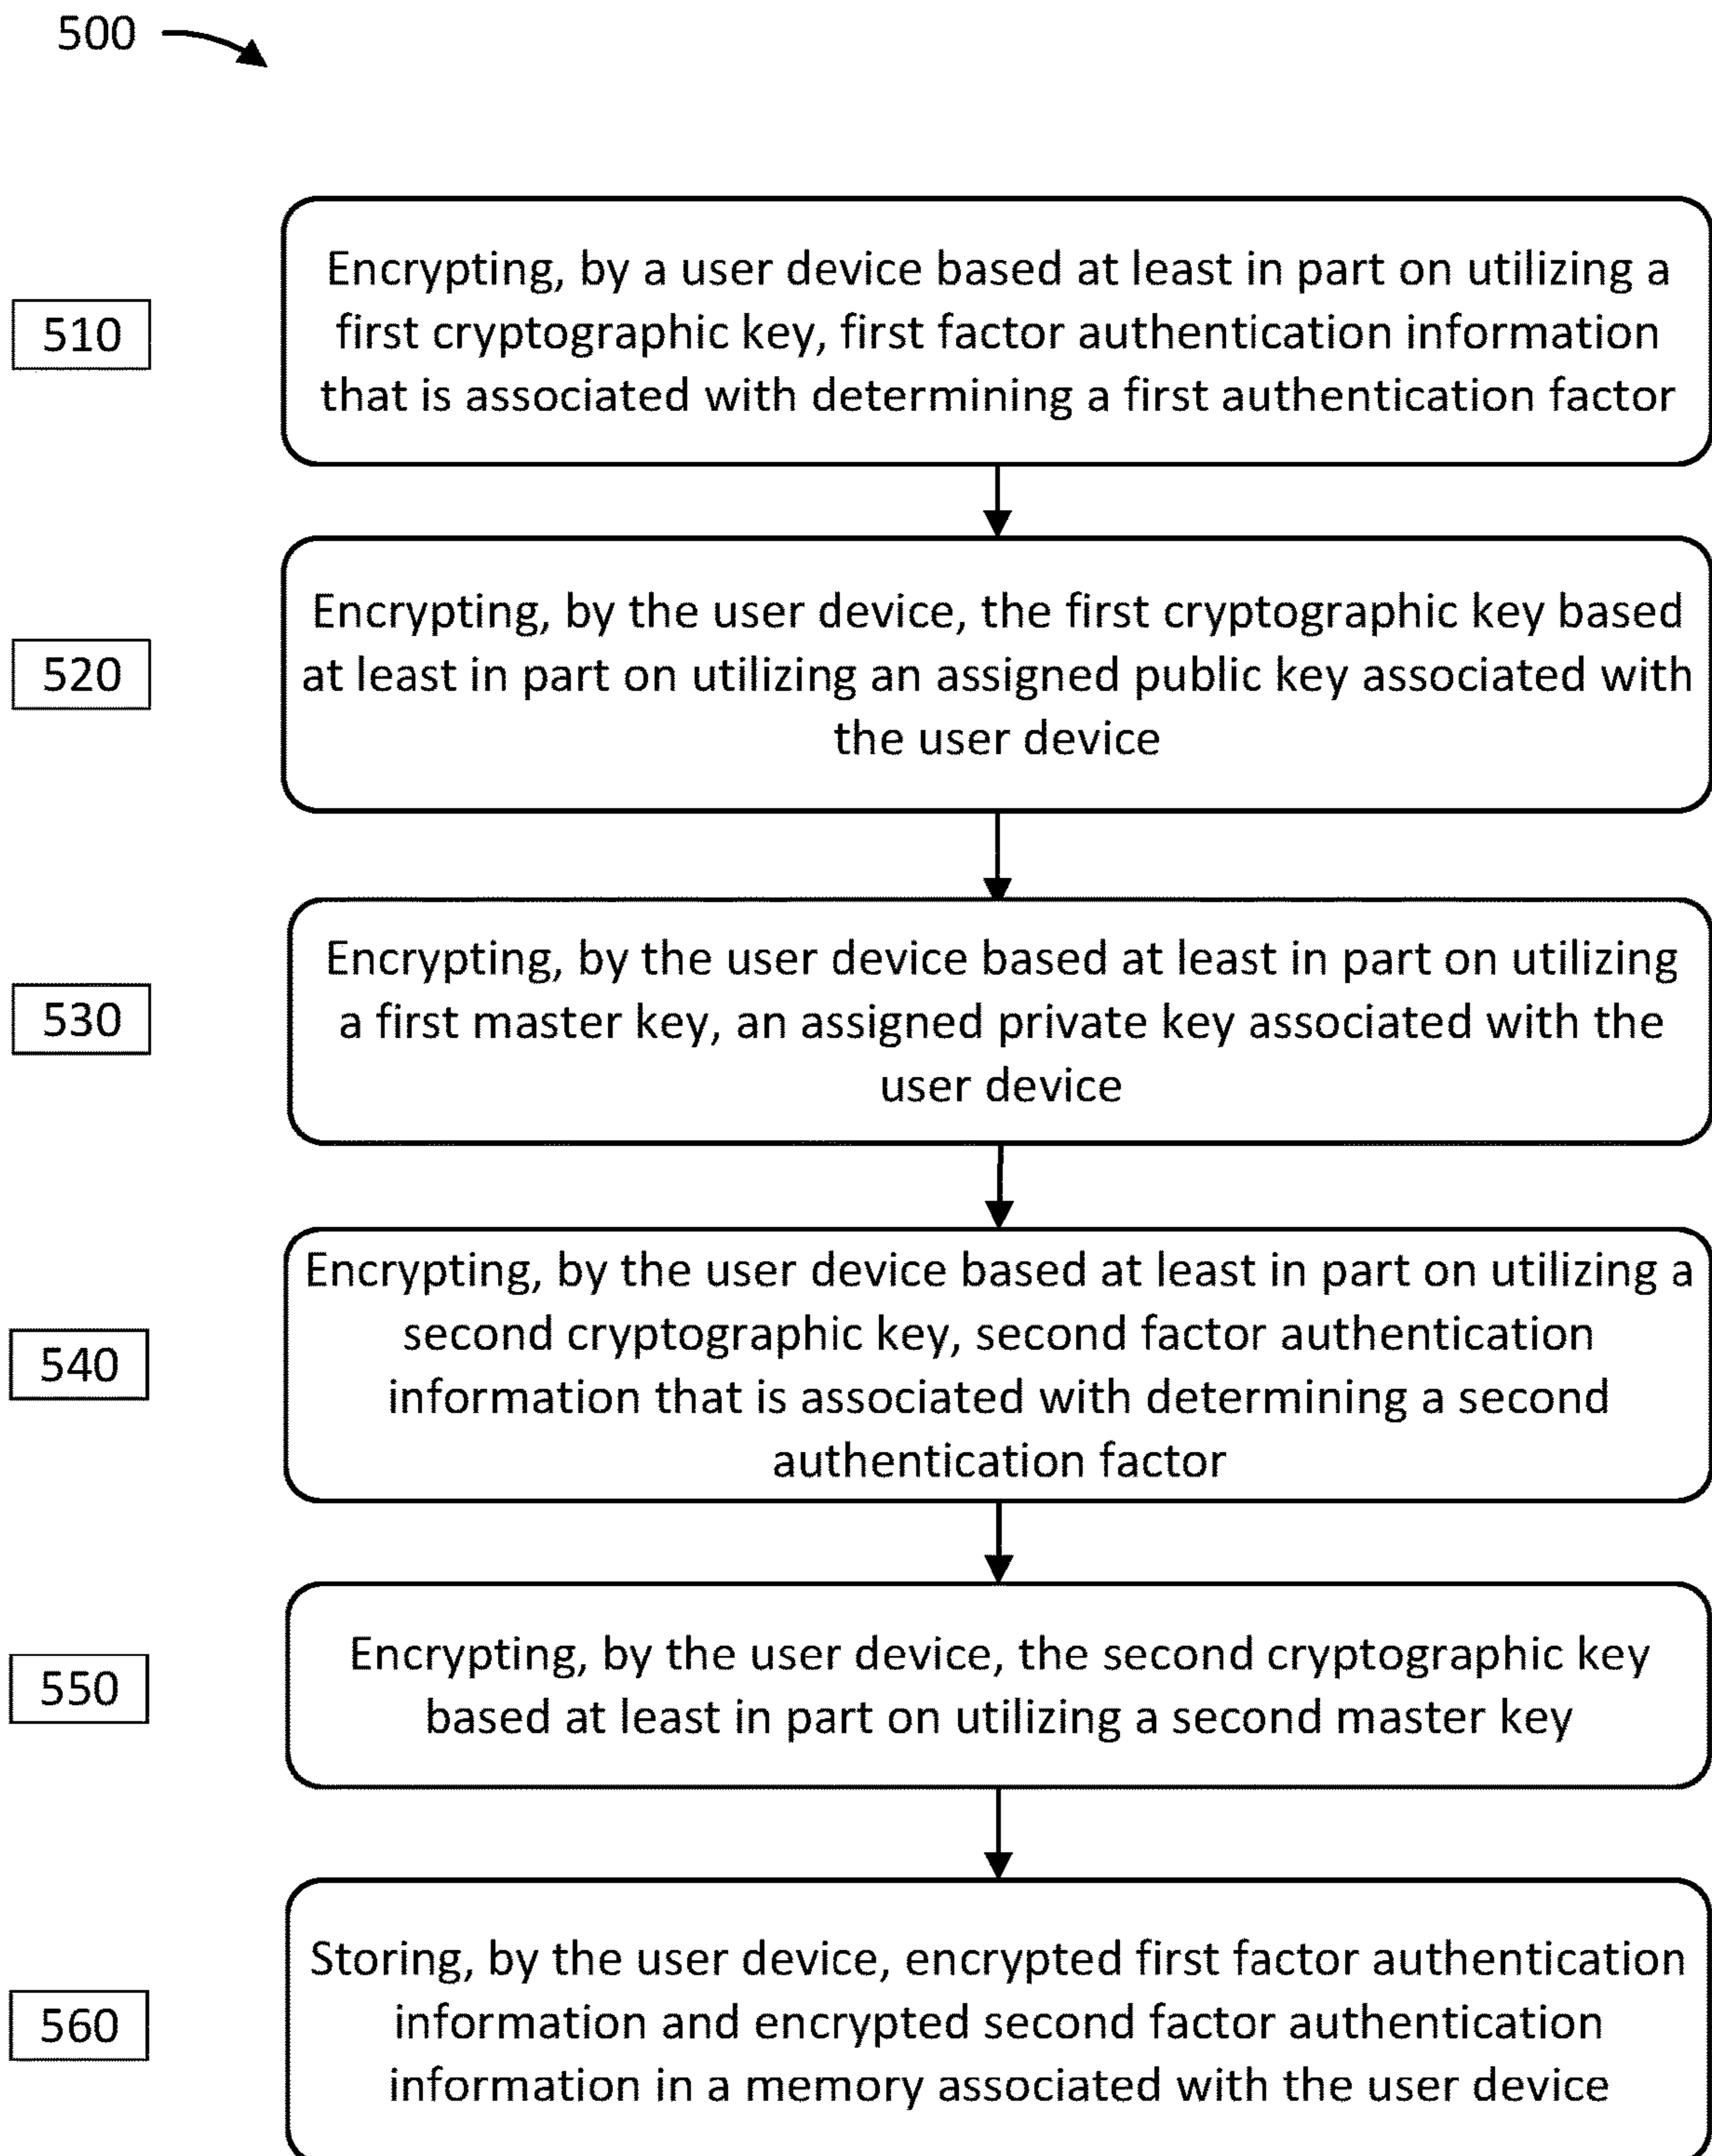 500
510
Encrypting, by a user device based at least in part on utilizing a
first cryptographic key, first factor authentication information
that is associated with determining a first authentication factor
520
Encrypting, by the user device, the first cryptographic key based
at least in part on utilizing an assigned public key associated with
the user device
530
Encrypting, by the user device based at least in part on utilizing
a first master key, an assigned private key associated with the
user device
540
Encrypting, by the user device based at least in part on utilizing a
second cryptographic key, second factor authentication
information that is associated with determining a second
authentication factor
550
Encrypting, by the user device, the second cryptographic key
based at least in part on utilizing a second master key
560
Storing, by the user device, encrypted first factor authentication
information and encrypted second factor authentication
information in a memory associated with the user device